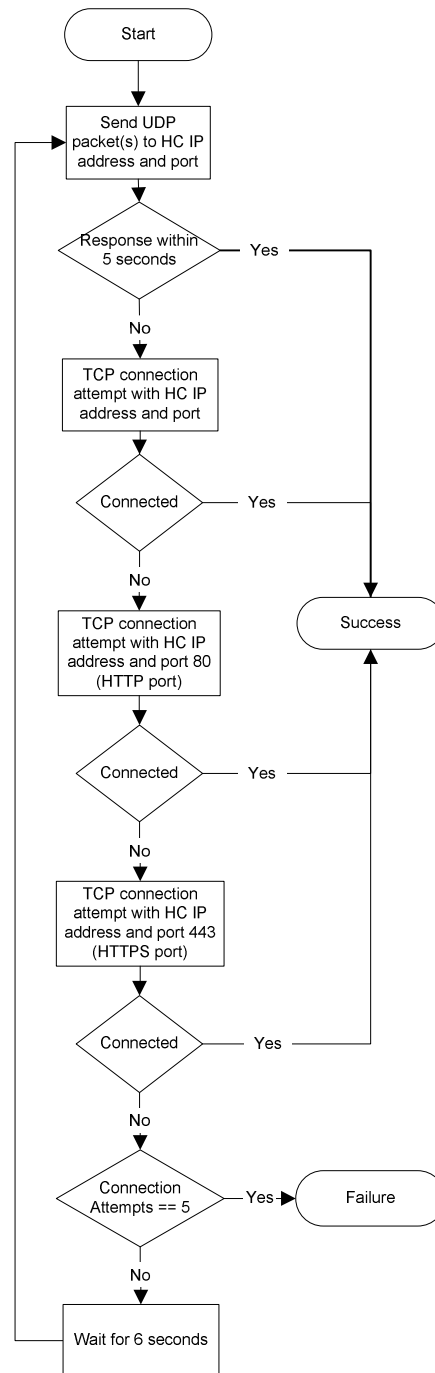 Start
Send UDP
packet(s) to HC IP
address and port
Response within
5 seconds
Yes
No
TCP connection
attempt with HC IP
address and port
Connected
Yes
No
TCP connection
attempt with HC IP
address and port 80
(HTTP port)
Success
Connected
Yes
No
TCP connection
attempt with HC IP
address and port 443
(HTTPS port)
Connected
Yes
No
Connection
Attempts == 5
Yes
Failure
No
Wait for 6 seconds